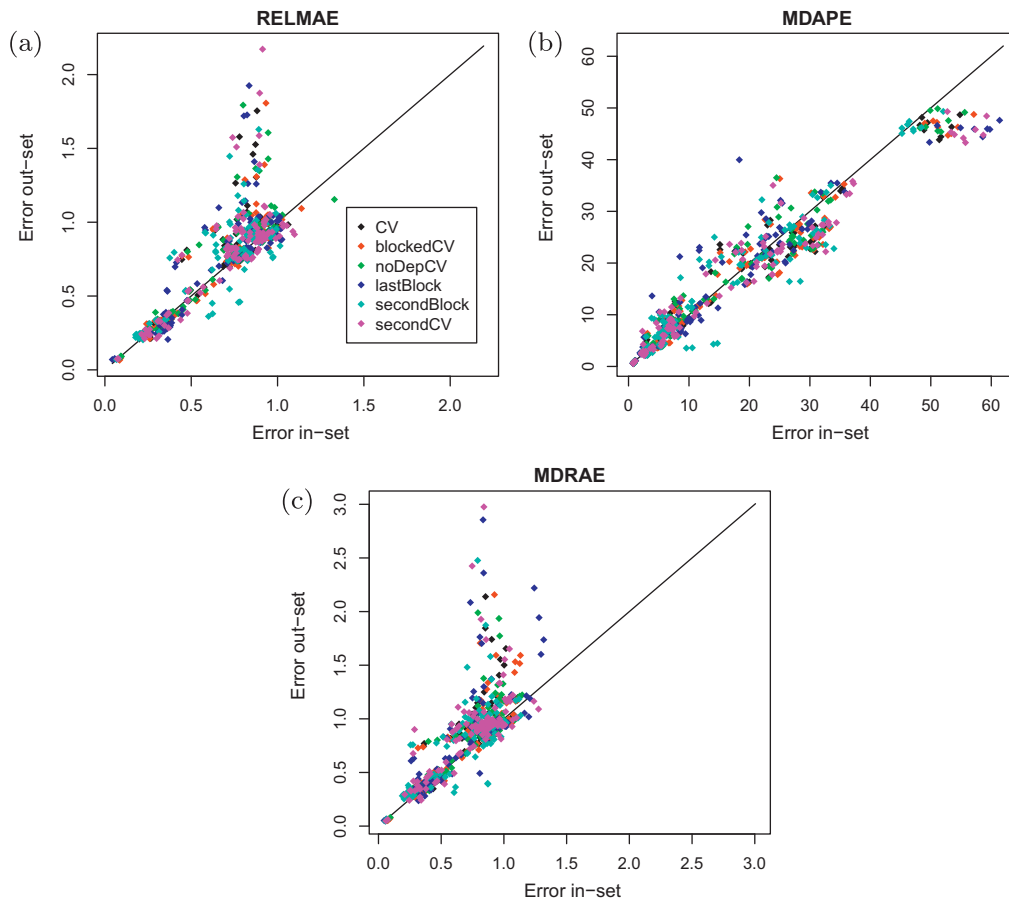 (a)
RELMAE
Error out−set
2.0
1.5
1.0
0.5
0.0
0.0 0.5 1.0 1.5 2.0
Error in−set
CV
blockedCV
noDepCV
lastBlock
secondBlock
secondCV
(b)
MDAPE
Error out−set
60
50
40
30
20
10
0
0 10 20 30 40 50 60
Error in−set
(c)
MDRAE
Error out−set
3.0
2.5
2.0
1.5
1.0
0.5
0.0
0.0 0.5 1.0 1.5 2.0 2.5 3.0
Error in−set